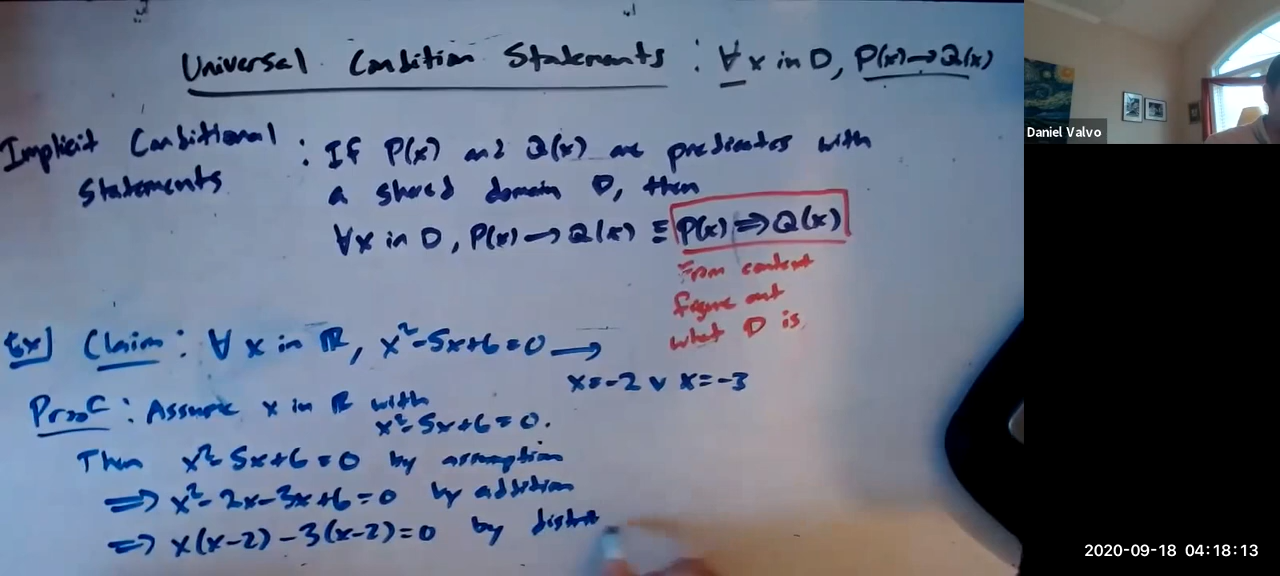 Universal Condition Statements : ∀ x in D, P(x)→Q(x)
Implicit Conditional Statements : If P(x) and Q(x) are predicates with
a shared domain D, then
∀x in D, P(x)→Q(x) ≡ P(x)⇒Q(x)
From context
figure out
what D is
Ex] Claim: ∀ x in ℝ, x²-5x+6=0 →
x=-2 ∨ x=-3
Proof: Assume x in ℝ with
x²-5x+6=0.
Then x²-5x+6=0 by assumption
⇒ x²-2x-3x+6=0 by addition
⇒ x(x-2)-3(x-2)=0 by distri
Daniel Valvo
2020-09-18 04:18:13